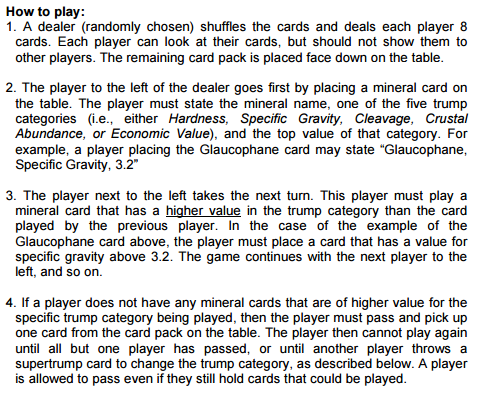 How to play:
1. A dealer (randomly chosen) shuffles the cards and deals each player 8
cards. Each player can look at their cards, but should not show them to
other players. The remaining card pack is placed face down on the table.
2. The player to the left of the dealer goes first by placing a mineral card on
the table. The player must state the mineral name, one of the five trump
categories (i.e., either Hardness, Specific Gravity, Cleavage, Crustal
Abundance, or Economic Value), and the top value of that category. For
example, a player placing the Glaucophane card may state “Glaucophane,
Specific Gravity, 3.2”
3. The player next to the left takes the next turn. This player must play a
mineral card that has a higher value in the trump category than the card
played by the previous player. In the case of the example of the
Glaucophane card above, the player must place a card that has a value for
specific gravity above 3.2. The game continues with the next player to the
left, and so on.
4. If a player does not have any mineral cards that are of higher value for the
specific trump category being played, then the player must pass and pick up
one card from the card pack on the table. The player then cannot play again
until all but one player has passed, or until another player throws a
supertrump card to change the trump category, as described below. A player
is allowed to pass even if they still hold cards that could be played.